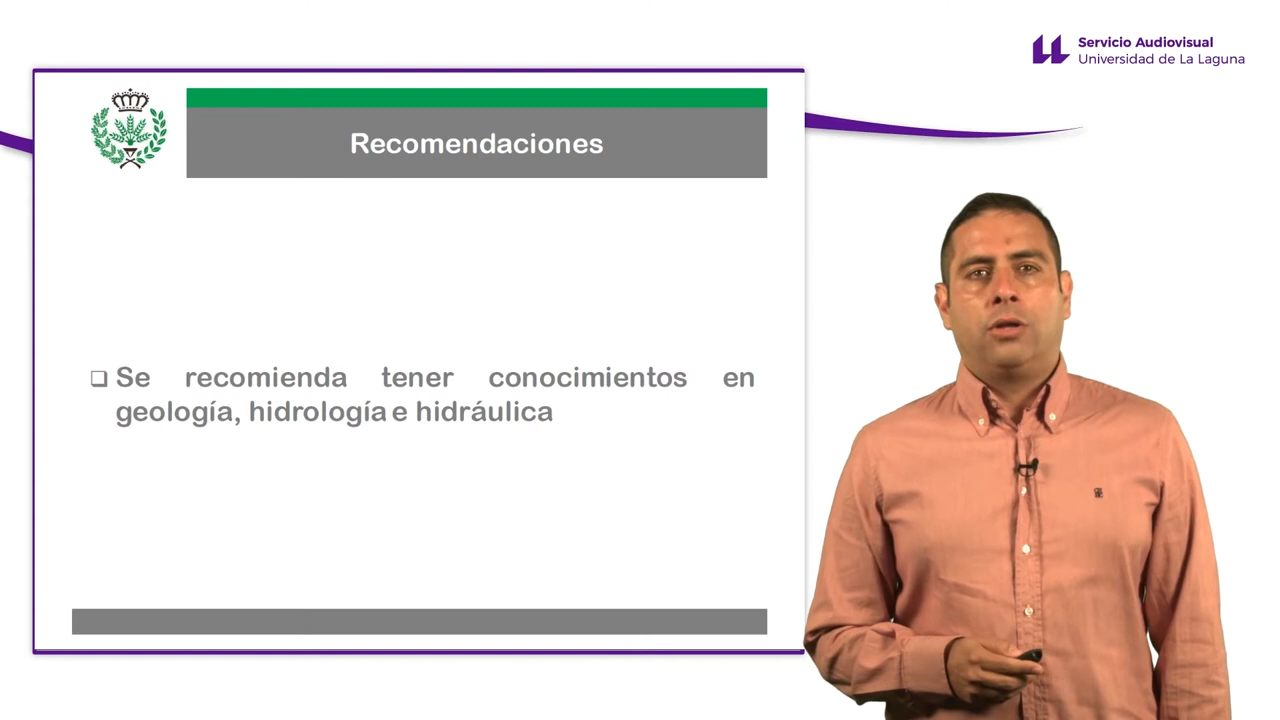 Servicio Audiovisual
Universidad de La Laguna
Recomendaciones
Se recomienda tener conocimientos en
geología, hidrología e hidráulica